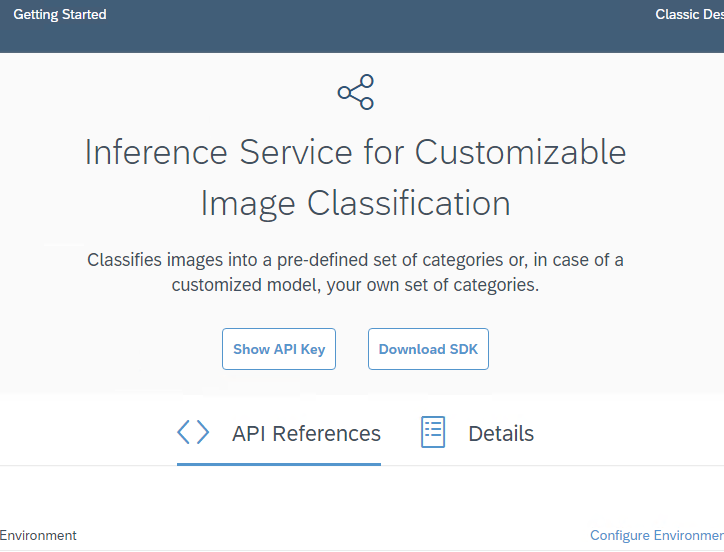 Getting Started
Classic Des
Inference Service for Customizable
Image Classification
Classifies images into a pre-defined set of categories or, in case of a
customized model, your own set of categories.
Show API Key
Download SDK
API References
Details
Environment
Configure Environmen